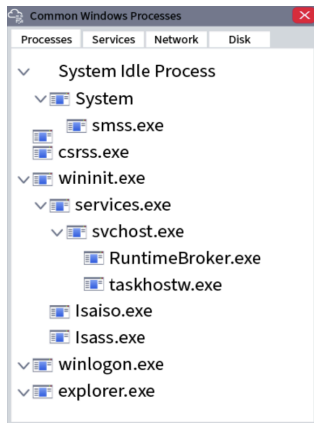 Common Windows Processes
Processes Services Network Disk
System Idle Process
System
smss.exe
csrss.exe
wininit.exe
services.exe
svchost.exe
RuntimeBroker.exe
taskhostw.exe
lsaiso.exe
lsass.exe
winlogon.exe
explorer.exe